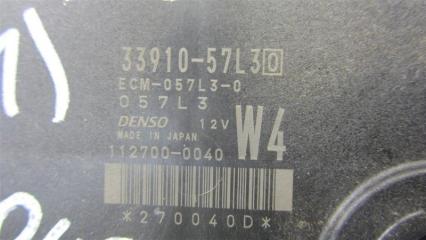 33910-57L30
ECM-057L3-0
057L3
DENSO 12V W4
MADE IN JAPAN
112700-0040
*270040D*